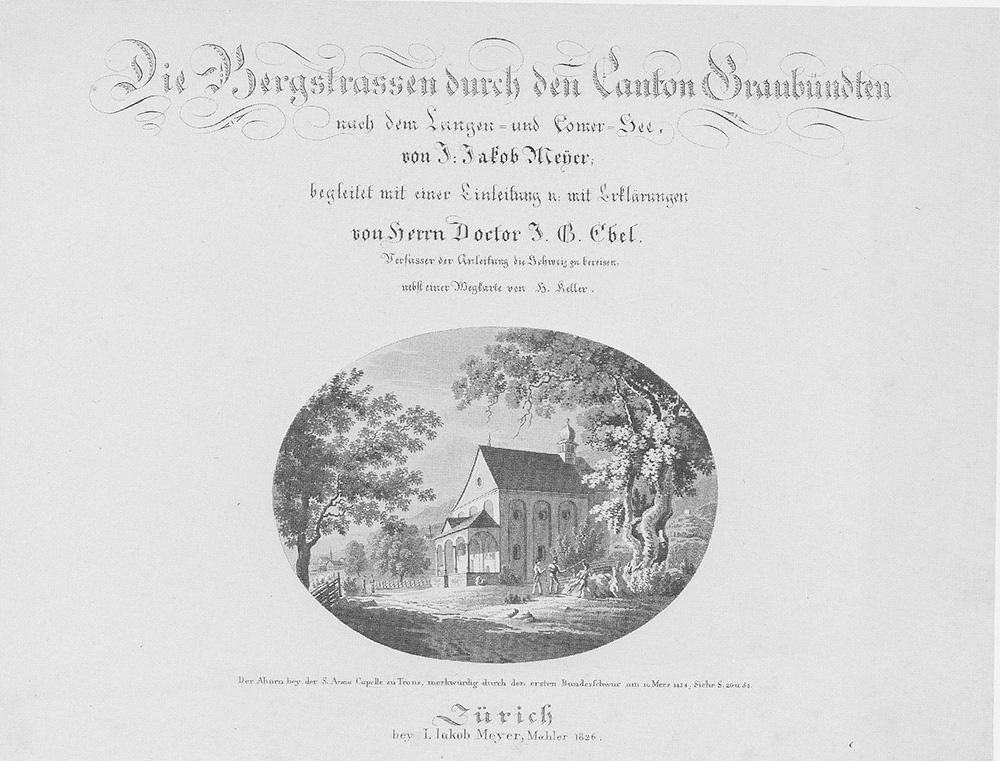 Die Bergstrassen durch den Canton Graubündten
nach dem Langen- und Comer-See,
von J: Jakob Meÿer;
begleitet mit einer Einleitung u: mit Erklärungen
von Herrn Doctor J. G. Ebel.
Verfasser der Anleitung die Schweiz zu bereisen,
nebst einer Wegkarte von H. Keller.
Der Ahorn bey der S. Anna Capelle zu Trons, merkwürdig durch den ersten Bundesschwur am 16 Merz 1424, Siehe S. 20 u 51.
Zürich
bey I. Iakob Meyer, Mahler 1826.